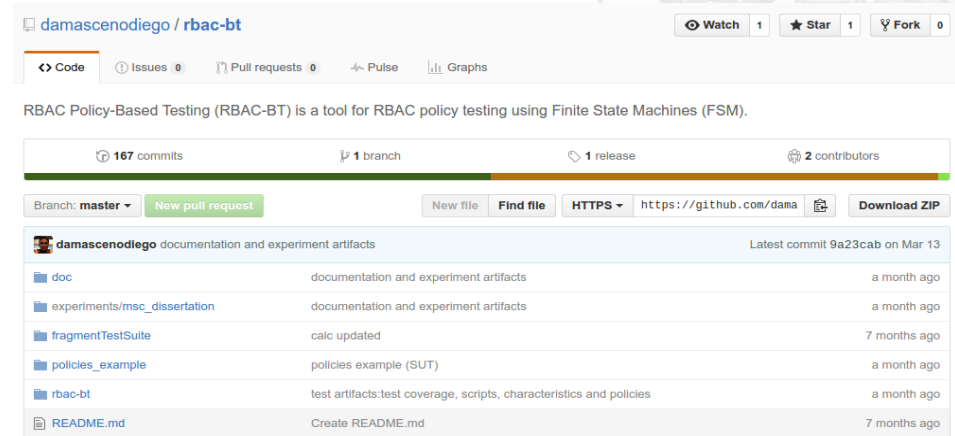 damascenodiego / rbac-bt Watch 1 Star 1 Fork 0
Code Issues 0 Pull requests 0 Pulse Graphs
RBAC Policy-Based Testing (RBAC-BT) is a tool for RBAC policy testing using Finite State Machines (FSM).
167 commits 1 branch 1 release 2 contributors
Branch: master New pull request New file Find file HTTPS https://github.com/dama Download ZIP
damascenodiego documentation and experiment artifacts Latest commit 9a23cab on Mar 13
doc documentation and experiment artifacts a month ago
experiments/msc_dissertation documentation and experiment artifacts a month ago
fragmentTestSuite calc updated 7 months ago
policies_example policies example (SUT) a month ago
rbac-bt test artifacts:test coverage, scripts, characteristics and policies a month ago
README.md Create README.md 7 months ago